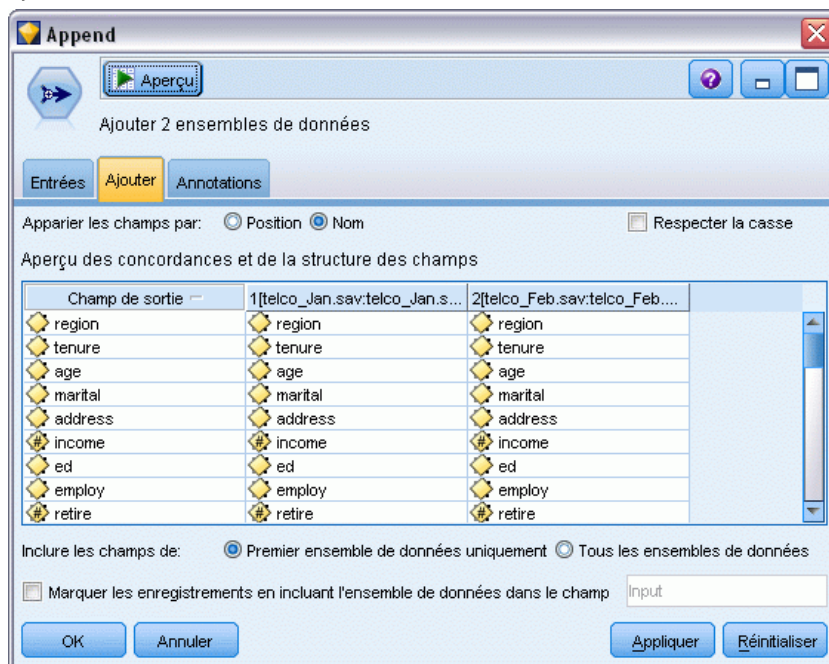 Append
Aperçu
Ajouter 2 ensembles de données
Entrées Ajouter Annotations
Apparier les champs par: Position Nom Respecter la casse
Aperçu des concordances et de la structure des champs
Champ de sortie 1[telco_Jan.sav:telco_Jan.s... 2[telco_Feb.sav:telco_Feb....
region region region
tenure tenure tenure
age age age
marital marital marital
address address address
income income income
ed ed ed
employ employ employ
retire retire retire
Inclure les champs de: Premier ensemble de données uniquement Tous les ensembles de données
Marquer les enregistrements en incluant l'ensemble de données dans le champ Input
OK Annuler Appliquer Réinitialiser